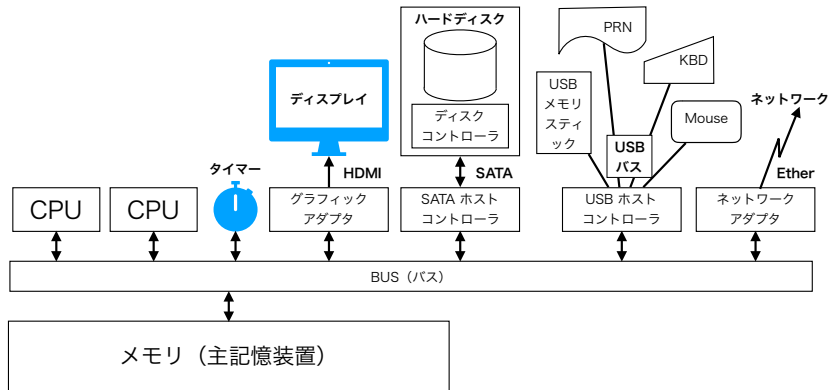 ハードディスク
PRN
KBD
ディスプレイ
USB
メモリ
スティ
ック
ネットワーク
ディスク
コントローラ
Mouse
USB
バス
タイマー
HDMI
SATA
Ether
CPU
CPU
グラフィック
アダプタ
SATA ホスト
コントローラ
USB ホスト
コントローラ
ネットワーク
アダプタ
BUS（バス）
メモリ（主記憶装置）